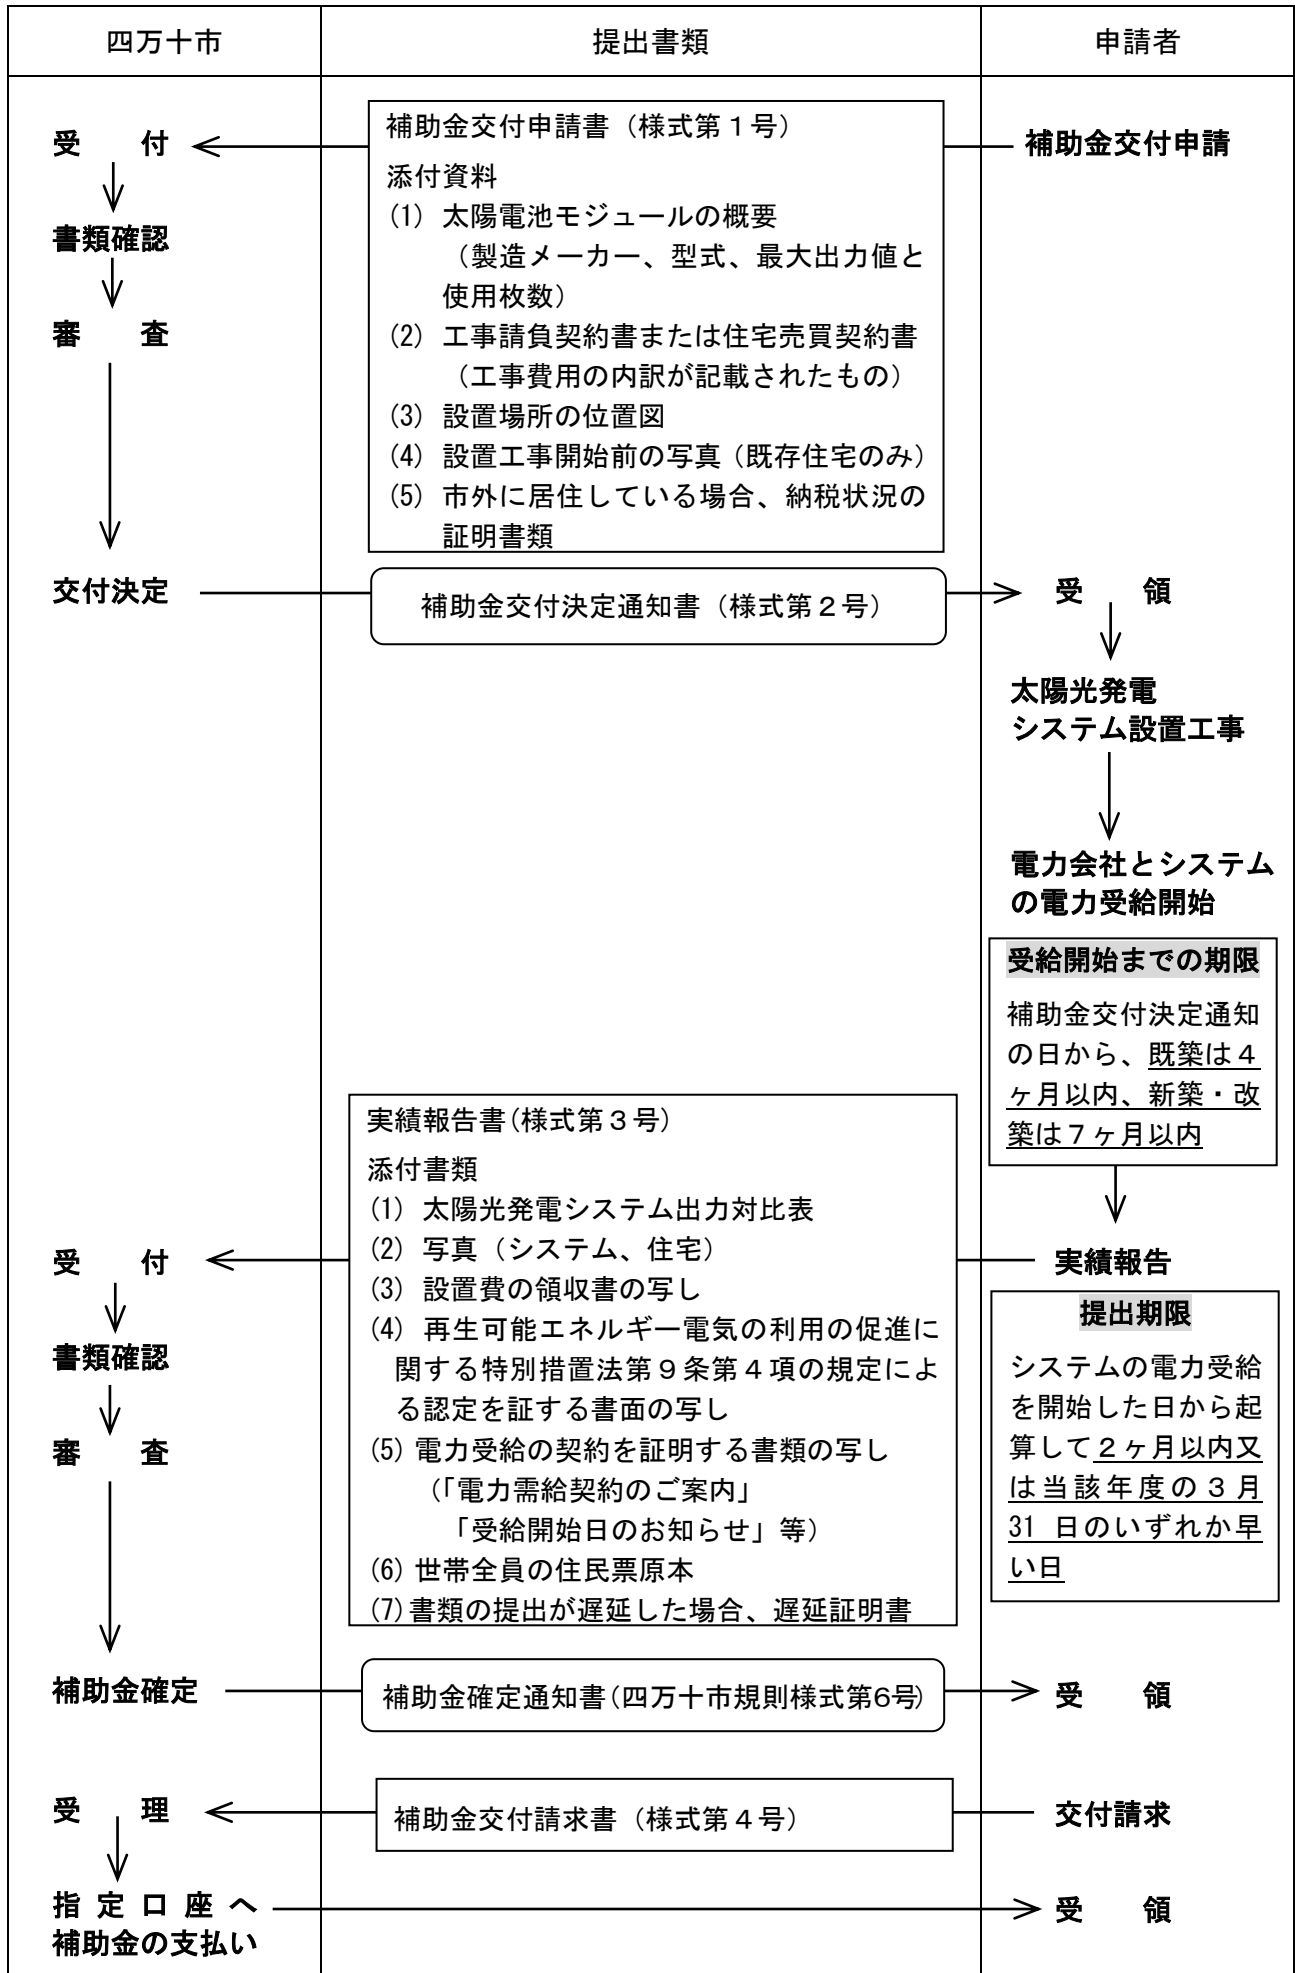 四万十市
提出書類
申請者
受　付
補助金交付申請書（様式第１号）
添付資料
(1) 太陽電池モジュールの概要
（製造メーカー、型式、最大出力値と
使用枚数）
(2) 工事請負契約書または住宅売買契約書
（工事費用の内訳が記載されたもの）
(3) 設置場所の位置図
(4) 設置工事開始前の写真（既存住宅のみ）
(5) 市外に居住している場合、納税状況の
証明書類
補助金交付申請
書類確認
審　査
交付決定
補助金交付決定通知書（様式第２号）
受　領
太陽光発電
システム設置工事
電力会社とシステム
の電力受給開始
受給開始までの期限
補助金交付決定通知
の日から、既築は４
ヶ月以内、新築・改
築は７ヶ月以内
実績報告書(様式第３号)
添付書類
(1) 太陽光発電システム出力対比表
(2) 写真（システム、住宅）
(3) 設置費の領収書の写し
(4) 再生可能エネルギー電気の利用の促進に
関する特別措置法第９条第４項の規定によ
る認定を証する書面の写し
(5) 電力受給の契約を証明する書類の写し
（「電力需給契約のご案内」
「受給開始日のお知らせ」等）
(6) 世帯全員の住民票原本
(7) 書類の提出が遅延した場合、遅延証明書
受　付
書類確認
審　査
実績報告
提出期限
システムの電力受給
を開始した日から起
算して２ヶ月以内又
は当該年度の３月
31 日のいずれか早
い日
補助金確定
補助金確定通知書(四万十市規則様式第6号)
受　領
受　理
補助金交付請求書（様式第４号）
交付請求
指定口座へ
補助金の支払い
受　領